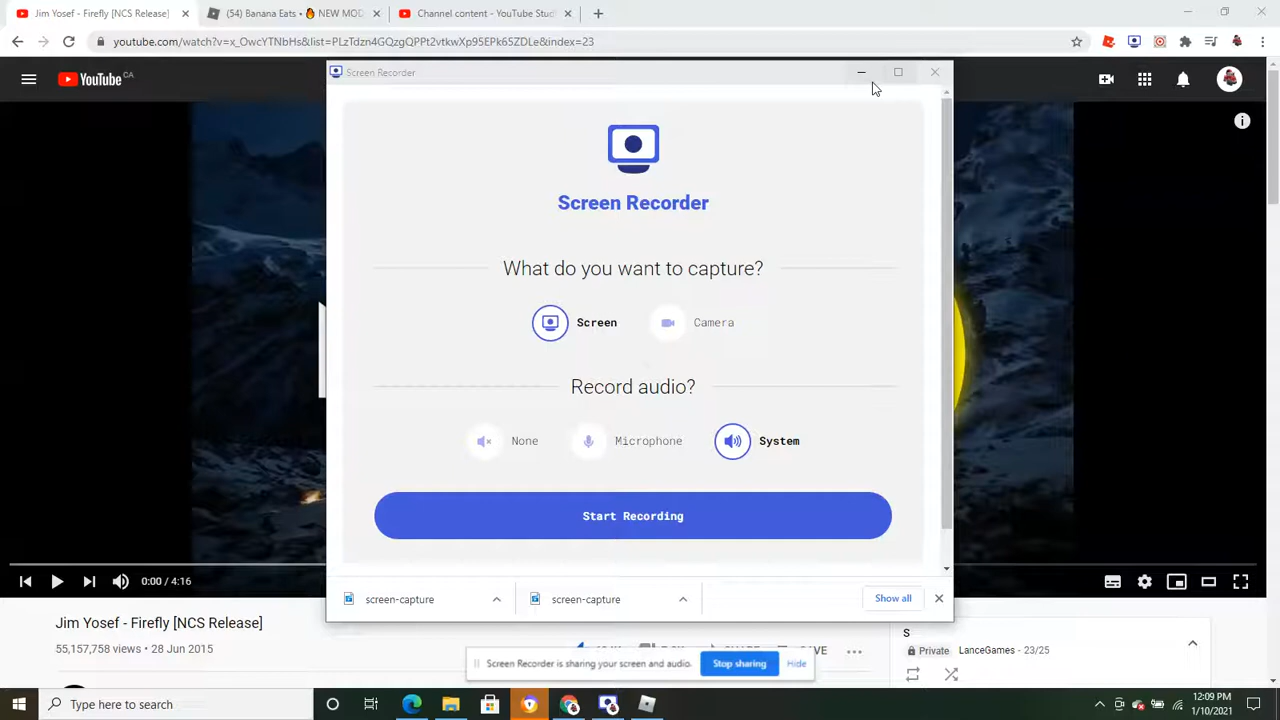 Jim Yosef - Firefly [NCS Release]
(54) Banana Eats • 🔥 NEW MOD
Channel content - YouTube Stud
youtube.com/watch?v=x_OwcYTNbHs&list=PLzTdzn4GQzgQPPt2vtkwXp95EPk65ZDLe&index=23
YouTube CA
Screen Recorder
Screen Recorder
What do you want to capture?
Screen
Camera
Record audio?
None
Microphone
System
Start Recording
0:00 / 4:16
screen-capture
screen-capture
Show all
Jim Yosef - Firefly [NCS Release]
55,157,758 views • 28 Jun 2015
S
Private
LanceGames - 23/25
Screen Recorder is sharing your screen and audio.
Stop sharing
Hide
Type here to search
12:09 PM
1/10/2021